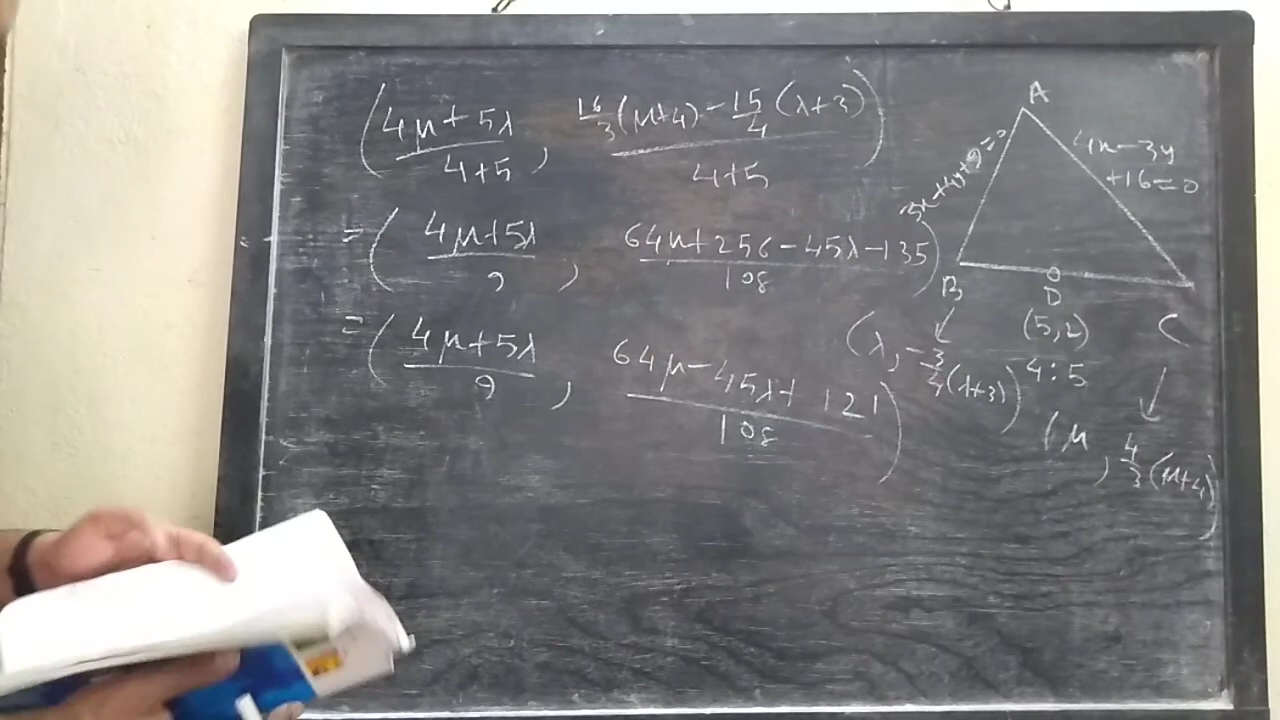 ( (4μ+5λ)/(4+5) , (16/3(μ+4) - 15/4(λ+3))/(4+5) )
= ( (4μ+5λ)/9 , (64μ+256-45λ-135)/108 )
= ( (4μ+5λ)/9 , (64μ-45λ+121)/108 )
A
3x+4y+9=0
4x-3y
+16=0
B
D
C
(5,2)
4:5
(λ, -3/4(λ+3))
(μ, 4/3(μ+4))